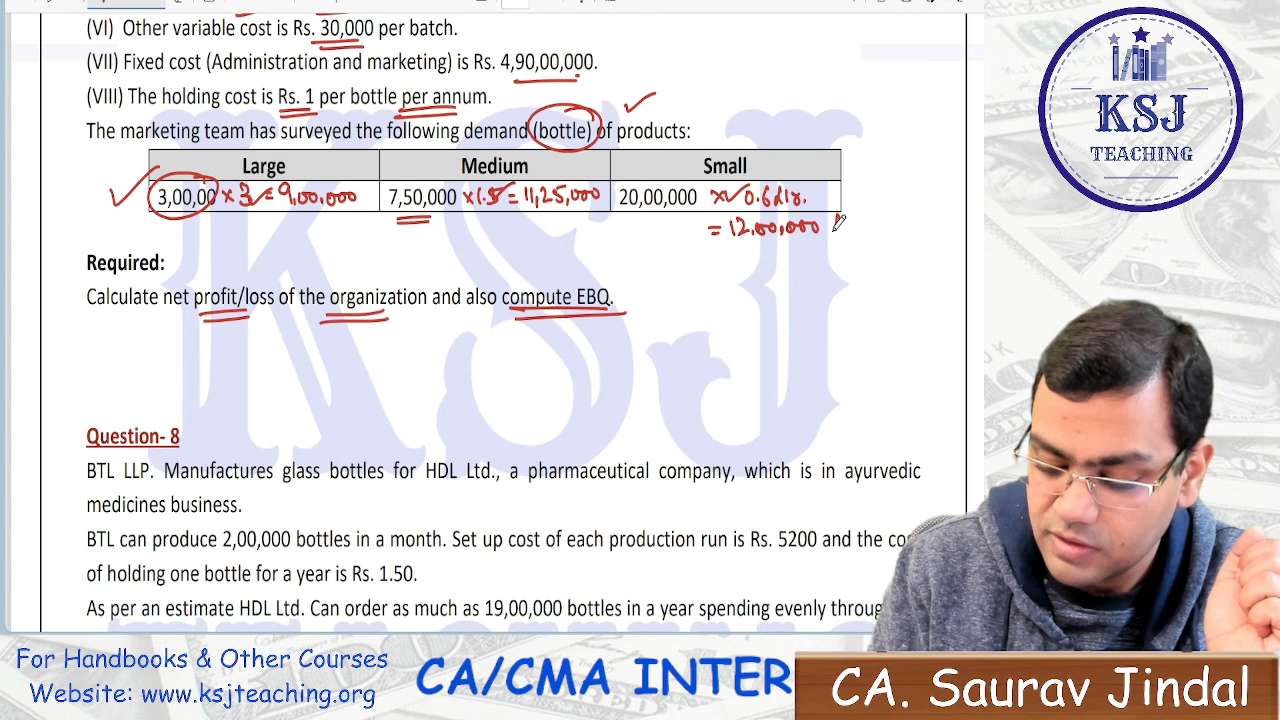 (VI) Other variable cost is Rs. 30,000 per batch.
(VII) Fixed cost (Administration and marketing) is Rs. 4,90,00,000.
(VIII) The holding cost is Rs. 1 per bottle per annum.
The marketing team has surveyed the following demand (bottle) of products:
Large Medium Small
3,00,00 × 3 = 9,00,000 7,50,000 ×1.5 = 11,25,000 20,00,000 × 0.6 Ltr.
= 12,00,000
Required:
Calculate net profit/loss of the organization and also compute EBQ.
Question- 8
BTL LLP. Manufactures glass bottles for HDL Ltd., a pharmaceutical company, which is in ayurvedic
medicines business.
BTL can produce 2,00,000 bottles in a month. Set up cost of each production run is Rs. 5200 and the
of holding one bottle for a year is Rs. 1.50.
As per an estimate HDL Ltd. Can order as much as 19,00,000 bottles in a year spending evenly
KSJ
TEACHING
For Handbooks & Other Courses
Website: www.ksjteaching.org
CA/CMA INTER
CA. Saurav Jindal
KSJ